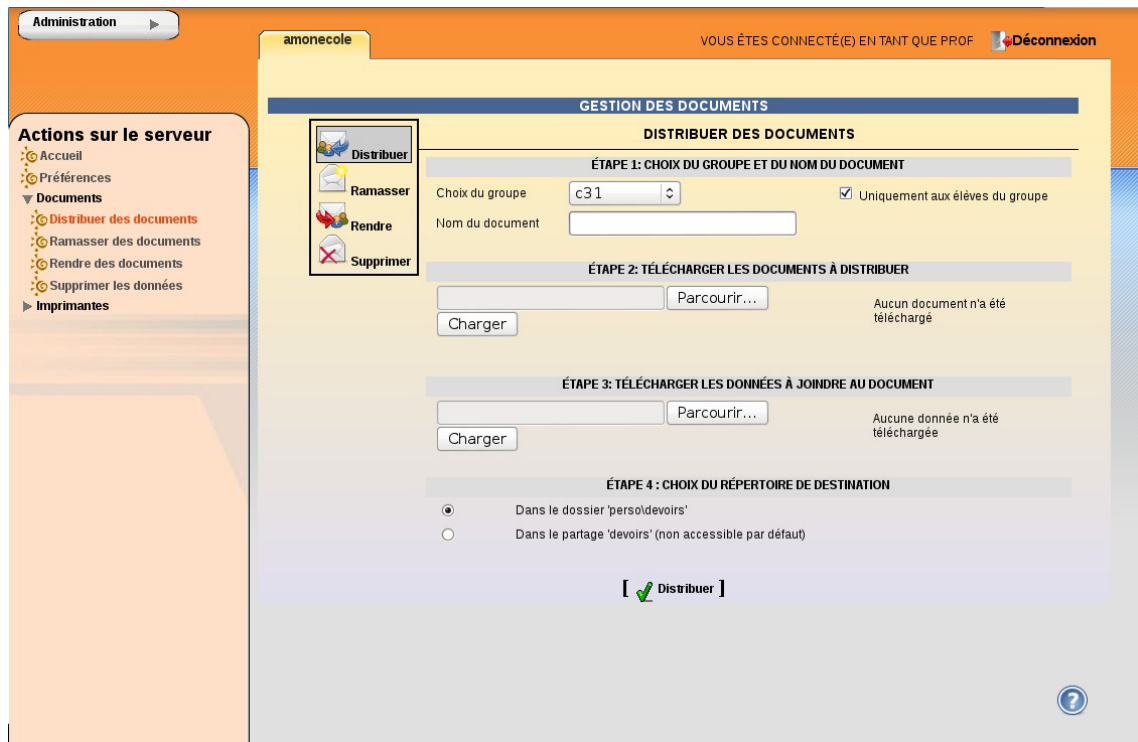 Administration
amonecole
VOUS ÊTES CONNECTÉ(E) EN TANT QUE PROF
Déconnexion
Actions sur le serveur
Accueil
Préférences
Documents
Distribuer des documents
Ramasser des documents
Rendre des documents
Supprimer les données
Imprimantes
GESTION DES DOCUMENTS
Distribuer
Ramasser
Rendre
Supprimer
DISTRIBUER DES DOCUMENTS
ÉTAPE 1: CHOIX DU GROUPE ET DU NOM DU DOCUMENT
Choix du groupe c31 Uniquement aux élèves du groupe
Nom du document
ÉTAPE 2: TÉLÉCHARGER LES DOCUMENTS À DISTRIBUER
Parcourir...
Charger
Aucun document n'a été
téléchargé
ÉTAPE 3: TÉLÉCHARGER LES DONNÉES À JOINDRE AU DOCUMENT
Parcourir...
Charger
Aucune donnée n'a été
téléchargée
ÉTAPE 4 : CHOIX DU RÉPERTOIRE DE DESTINATION
Dans le dossier 'perso\devoirs'
Dans le partage 'devoirs' (non accessible par défaut)
[ Distribuer ]
?